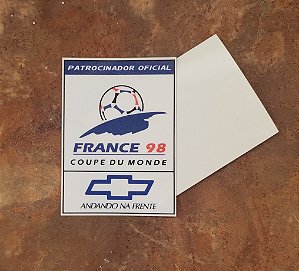 PATROCINADOR OFICIAL
FRANCE 98
COUPE DU MONDE
ANDANDO NA FRENTE